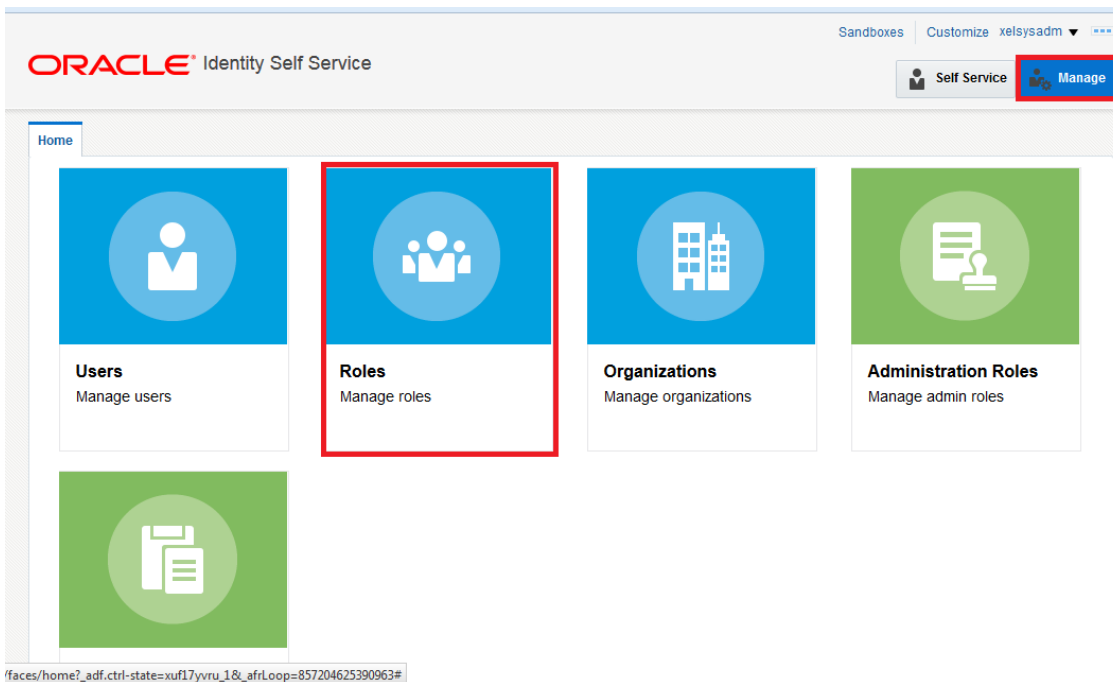 Sandboxes Customize xelsysadm
ORACLE® Identity Self Service
Self Service Manage
Home
Users
Manage users
Roles
Manage roles
Organizations
Manage organizations
Administration Roles
Manage admin roles
/faces/home?_adf.ctrl-state=xuf17yvru_1&_afrLoop=857204625390963#